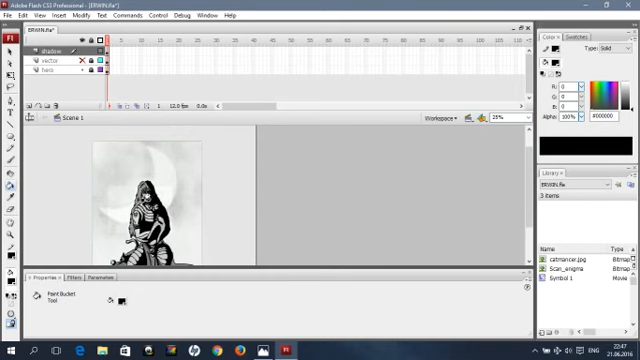 Adobe Flash CS3 Professional - [ERWIN.fla*]
File Edit View Insert Modify Text Commands Control Debug Window Help
ERWIN.fla*
shadow
vector
hero
5 10 15 20 25 30 35 40 45 50 55 60 65 70 75 80 85 90 95 100 105 110
1 12.0 fps 0.0s
Scene 1
Workspace
25%
Properties Filters Parameters
Paint Bucket
Tool
Color Swatches
Type: Solid
R: 0
G: 0
B: 0
Alpha: 100%
#000000
Library
ERWIN.fla
3 items
Name Type
catmancer.jpg Bitmap
Scan_enigma Bitmap
Symbol 1 Movie
ENG
22:47
21.06.2016